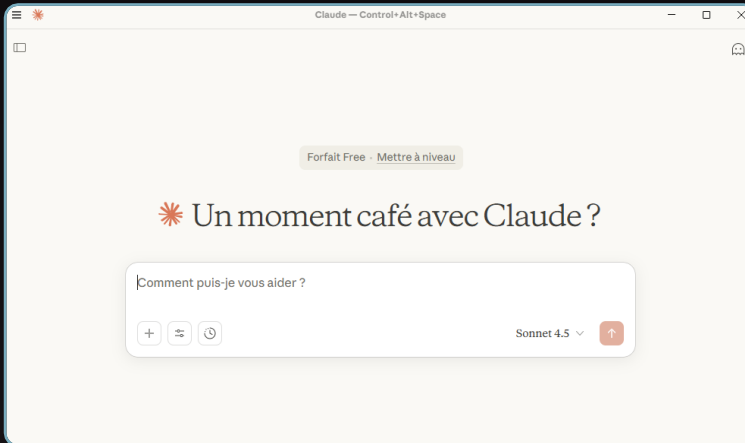 Claude — Control+Alt+Space
Forfait Free · Mettre à niveau
Un moment café avec Claude ?
Comment puis-je vous aider ?
Sonnet 4.5